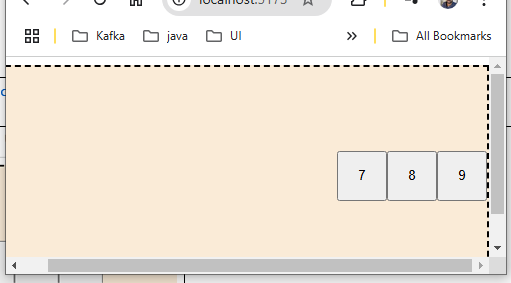 localhost:5173
Kafka java UI » All Bookmarks
7 8 9